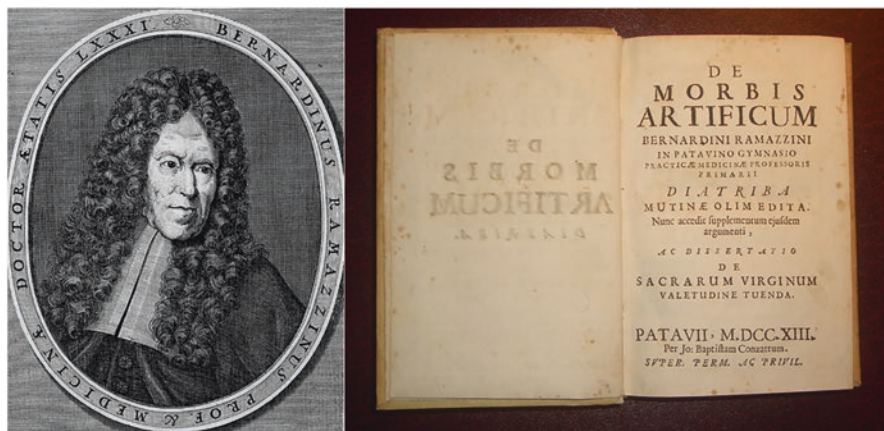 BERNARDINUS RAMAZZINUS PROF & MEDICINÆ DOCTOR ÆTATIS LXXXI
DE
MORBIS
ARTIFICUM
DIATRIBA.
DE
MORBIS
ARTIFICUM
BERNARDINI RAMAZZINI
IN PATAVINO GYMNASIO
PRACTICÆ MEDICINÆ PROFESSORIS
PRIMARII
DIATRIBA
MUTINÆ OLIM EDITA.
Nunc accedit supplementum ejusdem
argumenti,
AC DISSERTATIO
DE
SACRARUM VIRGINUM
VALETUDINE TUENDA.
PATAVII, M.DCC.XIII.
Per Jo: Baptistam Conzattum.
SUPER. PERM. AC PRIVIL.